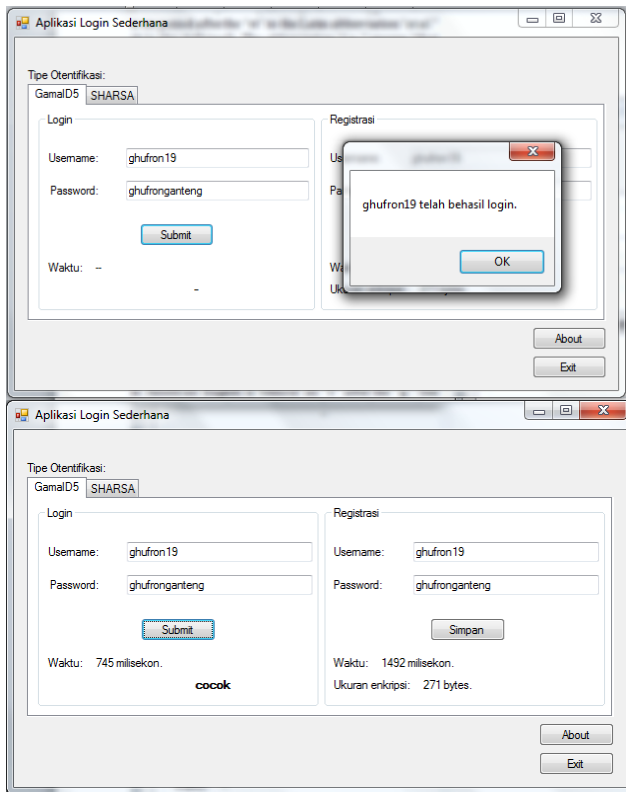 Aplikasi Login Sederhana
Tipe Otentifikasi:
GamaID5 SHARSA
Login
Username: ghufron19
Password: ghufronganteng
Submit
Waktu: --
-
Registrasi
ghufron19 telah behasil login.
OK
About
Exit
Aplikasi Login Sederhana
Tipe Otentifikasi:
GamaID5 SHARSA
Login
Username: ghufron19
Password: ghufronganteng
Submit
Waktu: 745 milisekon.
cocok
Registrasi
Username: ghufron19
Password: ghufronganteng
Simpan
Waktu: 1492 milisekon.
Ukuran enkripsi: 271 bytes.
About
Exit